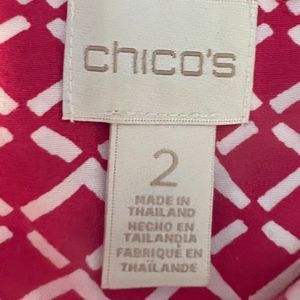 chico's
2
MADE IN
THAILAND
HECHO EN
TAILANDIA
FABRIQUÉ EN
THAÏLANDE